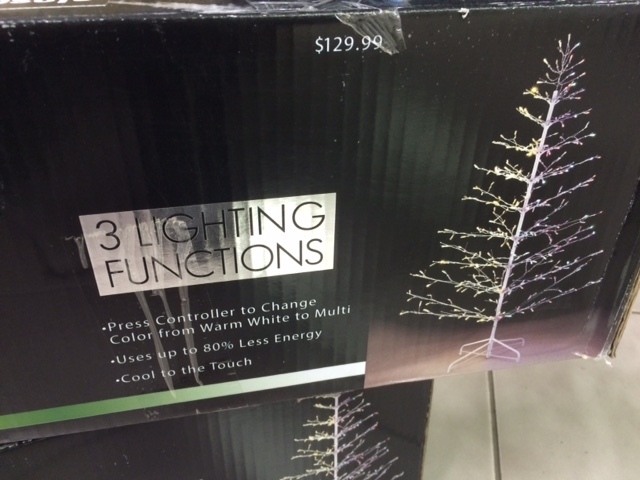 $129.99
3 LIGHTING
FUNCTIONS
•Press Controller to Change
Color from Warm White to Multi
•Uses up to 80% Less Energy
•Cool to the Touch